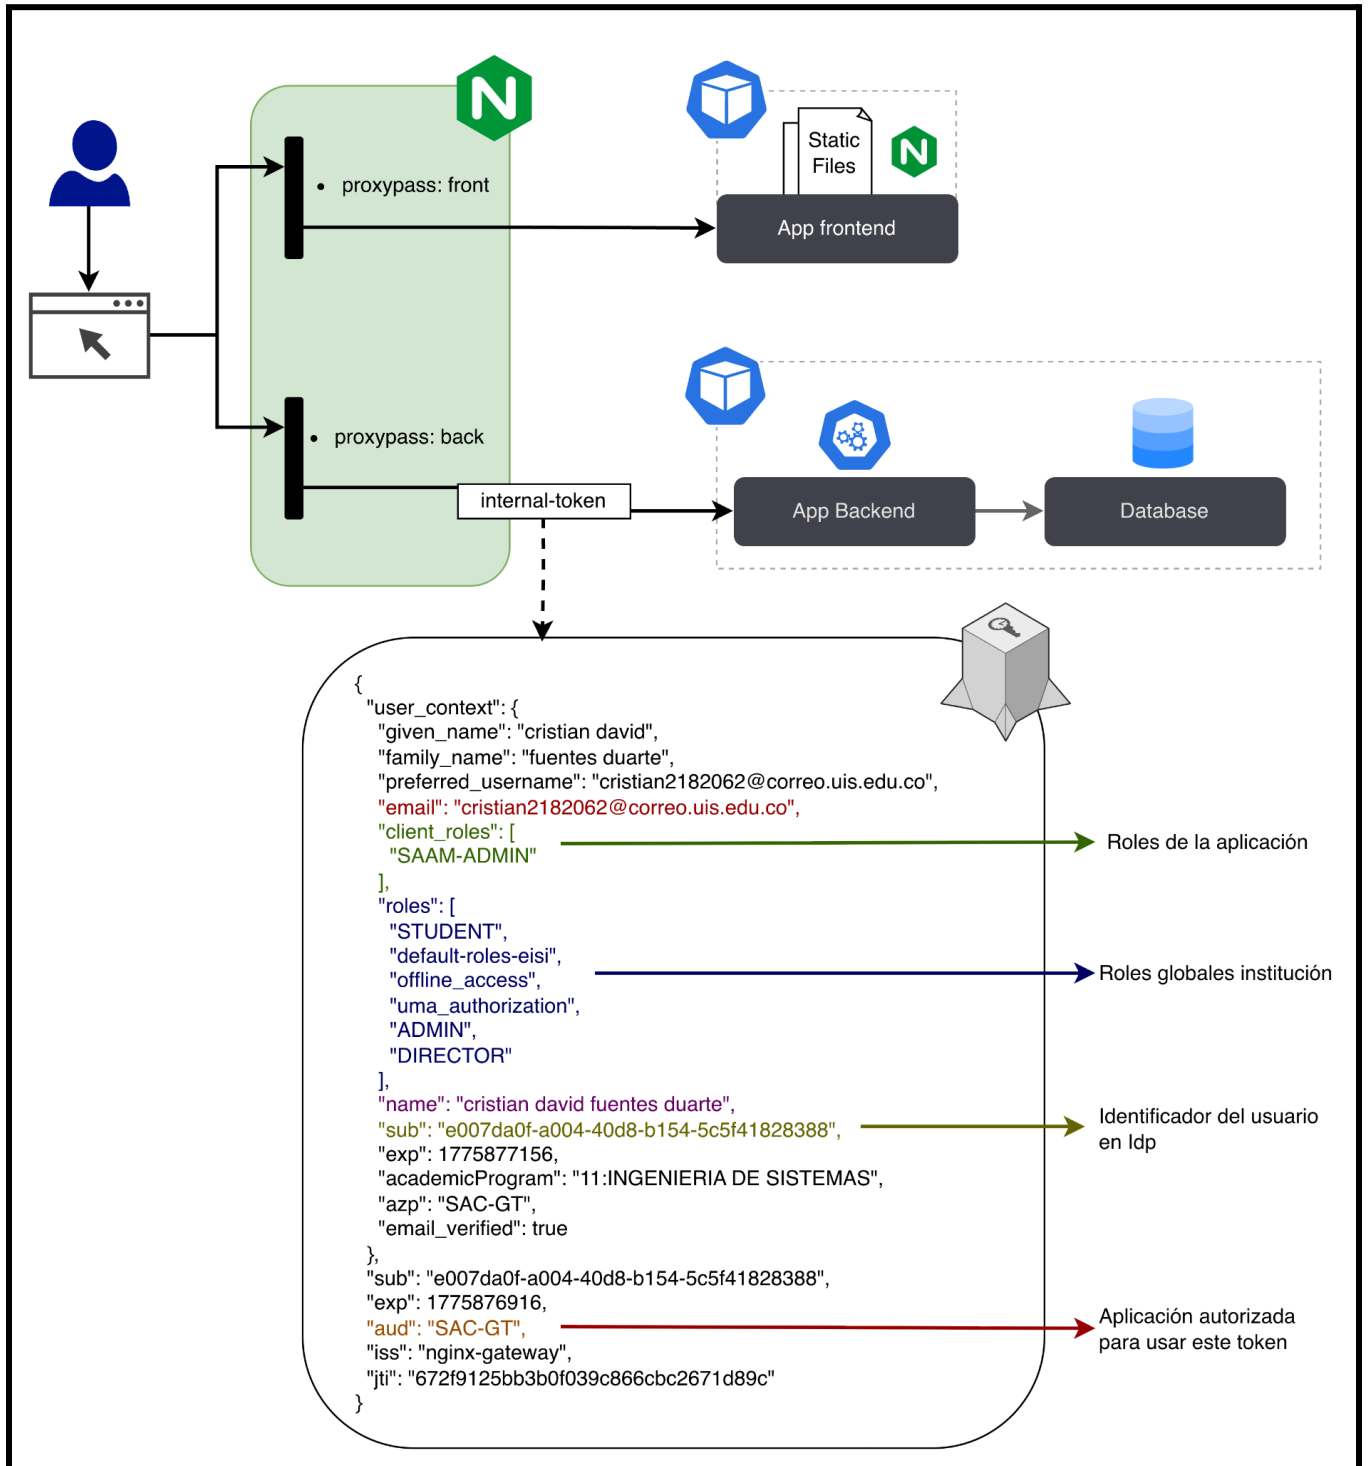 N
proxypass: front
Static
Files
N
App frontend
proxypass: back
internal-token
App Backend
Database
{
"user_context": {
"given_name": "cristian david",
"family_name": "fuentes duarte",
"preferred_username": "cristian2182062@correo.uis.edu.co",
"email": "cristian2182062@correo.uis.edu.co",
"client_roles": [
"SAAM-ADMIN"
],
Roles de la aplicación
"roles": [
"STUDENT",
"default-roles-eisi",
"offline_access",
"uma_authorization",
"ADMIN",
"DIRECTOR"
],
Roles globales institución
"name": "cristian david fuentes duarte",
"sub": "e007da0f-a004-40d8-b154-5c5f41828388",
Identificador del usuario
en Idp
"exp": 1775877156,
"academicProgram": "11:INGENIERIA DE SISTEMAS",
"azp": "SAC-GT",
"email_verified": true
},
"sub": "e007da0f-a004-40d8-b154-5c5f41828388",
"exp": 1775876916,
"aud": "SAC-GT",
Aplicación autorizada
para usar este token
"iss": "nginx-gateway",
"jti": "672f9125bb3b0f039c866cbc2671d89c"
}